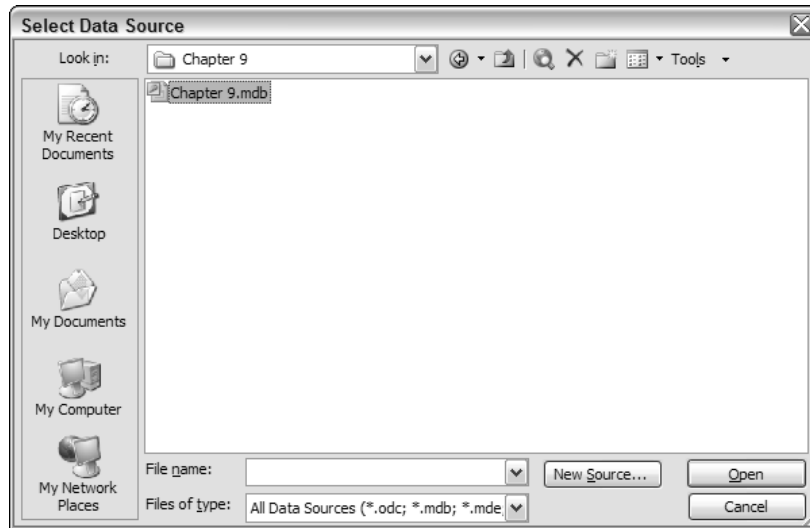 Select Data Source
Look in:
Chapter 9
Tools
Chapter 9.mdb
My Recent
Documents
Desktop
My Documents
My Computer
My Network
Places
File name:
New Source...
Open
Files of type:
All Data Sources (*.odc; *.mdb; *.mde
Cancel